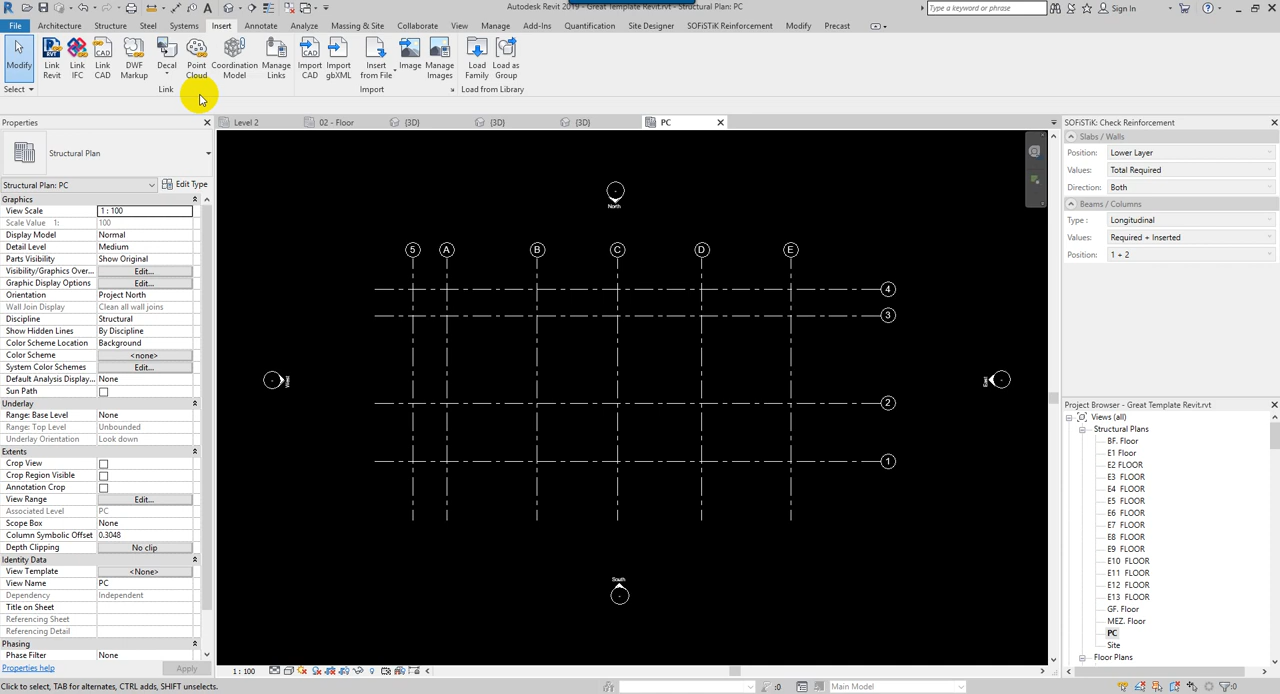 Autodesk Revit 2019 - Great Template Revit.rvt - Structural Plan: PC
Type a keyword or phrase
Sign In
File Architecture Structure Steel Systems Insert Annotate Analyze Massing & Site Collaborate View Manage Add-Ins Quantification Site Designer SOFiSTiK Reinforcement Modify Precast
Modify
Link Revit
Link IFC
Link CAD
DWF Markup
Decal
Point Cloud
Coordination Model
Manage Links
Import CAD
Import gbXML
Insert from File
Image
Manage Images
Load Family
Load as Group
Select
Link
Import
Load from Library
Properties
Level 2
02 - Floor
{3D}
{3D}
{3D}
PC
Structural Plan
Structural Plan: PC
Edit Type
Graphics
View Scale 1 : 100
Scale Value 1: 100
Display Model Normal
Detail Level Medium
Parts Visibility Show Original
Visibility/Graphics Over... Edit...
Graphic Display Options Edit...
Orientation Project North
Wall Join Display Clean all wall joins
Discipline Structural
Show Hidden Lines By Discipline
Color Scheme Location Background
Color Scheme <none>
System Color Schemes Edit...
Default Analysis Display... None
Sun Path
Underlay
Range: Base Level None
Range: Top Level Unbounded
Underlay Orientation Look down
Extents
Crop View
Crop Region Visible
Annotation Crop
View Range Edit...
Associated Level PC
Scope Box None
Column Symbolic Offset 0.3048
Depth Clipping No clip
Identity Data
View Template <None>
View Name PC
Dependency Independent
Title on Sheet
Referencing Sheet
Referencing Detail
Phasing
Phase Filter None
Properties help
Apply
North
5 A B C D E
4
3
West
East
2
1
South
SOFiSTiK: Check Reinforcement
Slabs / Walls
Position: Lower Layer
Values: Total Required
Direction: Both
Beams / Columns
Type : Longitudinal
Values: Required + Inserted
Position: 1 + 2
Project Browser - Great Template Revit.rvt
Views (all)
Structural Plans
BF. Floor
E1 Floor
E2 FLOOR
E3 FLOOR
E4 FLOOR
E5 FLOOR
E6 FLOOR
E7 FLOOR
E8 FLOOR
E9 FLOOR
E10 FLOOR
E11 FLOOR
E12 FLOOR
E13 FLOOR
GF. Floor
MEZ. Floor
PC
Site
Floor Plans
1 : 100
Click to select, TAB for alternates, CTRL adds, SHIFT unselects.
:0
Main Model
:0